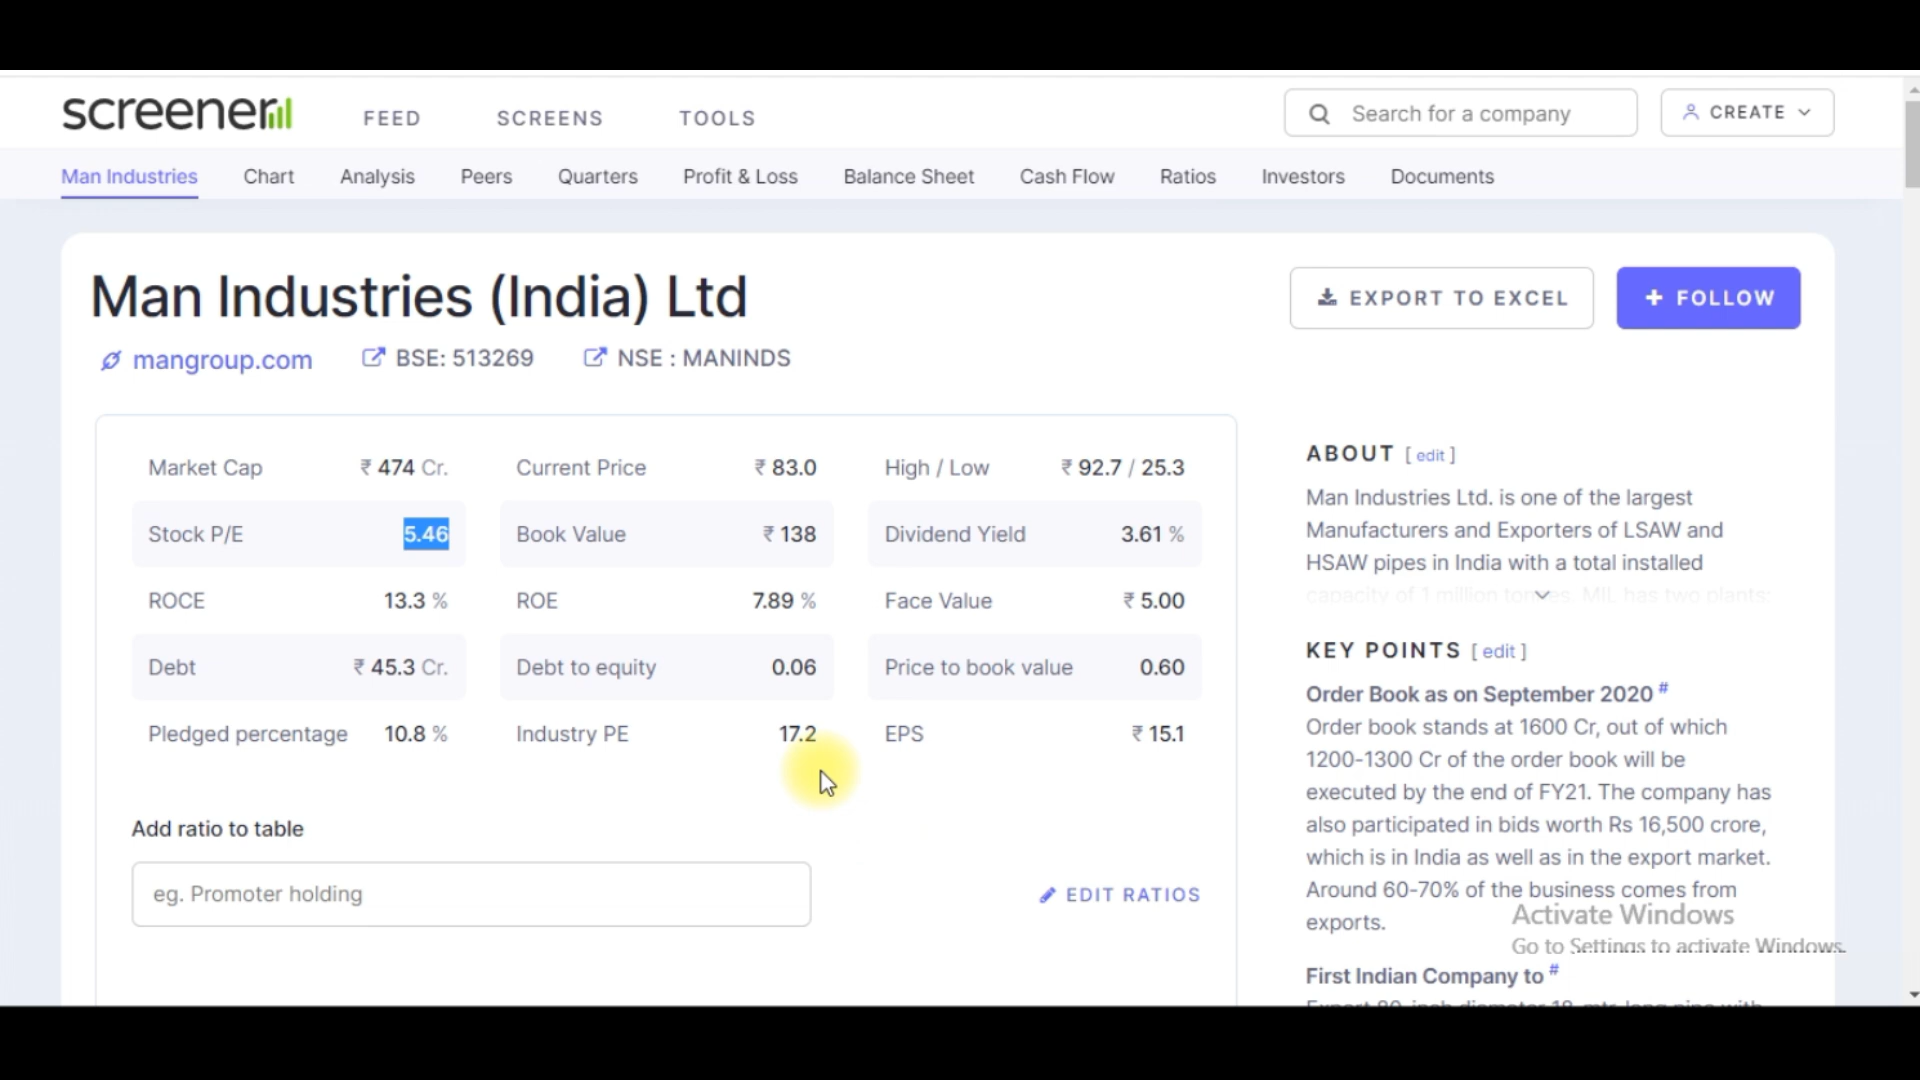 screener
FEED
SCREENS
TOOLS
Search for a company
CREATE
Man Industries
Chart
Analysis
Peers
Quarters
Profit & Loss
Balance Sheet
Cash Flow
Ratios
Investors
Documents
Man Industries (India) Ltd
EXPORT TO EXCEL
+ FOLLOW
mangroup.com
BSE: 513269
NSE : MANINDS
Market Cap ₹ 474 Cr.
Current Price ₹ 83.0
High / Low ₹ 92.7 / 25.3
Stock P/E 5.46
Book Value ₹ 138
Dividend Yield 3.61 %
ROCE 13.3 %
ROE 7.89 %
Face Value ₹ 5.00
Debt ₹ 45.3 Cr.
Debt to equity 0.06
Price to book value 0.60
Pledged percentage 10.8 %
Industry PE 17.2
EPS ₹ 15.1
Add ratio to table
eg. Promoter holding
EDIT RATIOS
ABOUT [ edit ]
Man Industries Ltd. is one of the largest
Manufacturers and Exporters of LSAW and
HSAW pipes in India with a total installed
capacity of 1 million tonnes. MIL has two plants:
KEY POINTS [ edit ]
Order Book as on September 2020 #
Order book stands at 1600 Cr, out of which
1200-1300 Cr of the order book will be
executed by the end of FY21. The company has
also participated in bids worth Rs 16,500 crore,
which is in India as well as in the export market.
Around 60-70% of the business comes from
exports.
Activate Windows
Go to Settings to activate Windows.
First Indian Company to #